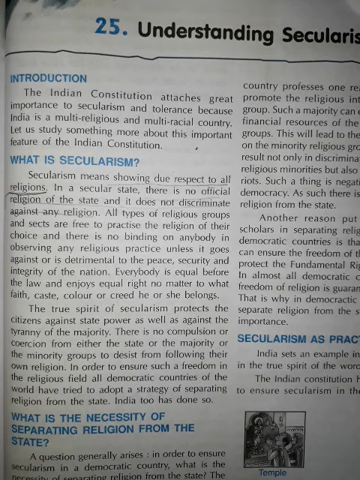 25. Understanding Secularis
INTRODUCTION
The Indian Constitution attaches great
importance to secularism and tolerance because
India is a multi-religious and multi-racial country.
Let us study something more about this important
feature of the Indian Constitution.
WHAT IS SECULARISM?
Secularism means showing due respect to all
religions. In a secular state, there is no official
religion of the state and it does not discriminate
against any religion. All types of religious groups
and sects are free to practise the religion of their
choice and there is no binding on anybody in
observing any religious practice unless it goes
against or is detrimental to the peace, security and
integrity of the nation. Everybody is equal before
the law and enjoys equal right no matter to what
faith, caste, colour or creed he or she belongs.
The true spirit of secularism protects the
citizens against state power as well as against the
tyranny of the majority. There is no compulsion or
coercion from either the state or the majority or
the minority groups to desist from following their
own religion. In order to ensure such a freedom in
the religious field all democratic countries of the
world have tried to adopt a strategy of separating
religion from the state. India too has done so.
WHAT IS THE NECESSITY OF
SEPARATING RELIGION FROM THE
STATE?
A question generally arises : in order to ensure
secularism in a democratic country, what is the
necessity of separating religion from the state? The
country professes one re
promote the religious int
group. Such a majority can
financial resources of the
groups. This will lead to the
on the minority religious gro
result not only in discrimina
religious minorities but also
riots. Such a thing is negati
democracy. As such there is
religion from the state.
Another reason put
scholars in separating relig
democratic countries is tha
can ensure the freedom of th
protect the Fundamental Rig
In almost all democratic c
freedom of religion is guaran
That is why in democratic
separate religion from the s
importance.
SECULARISM AS PRAC
India sets an example in
in the true spirit of the word
The Indian constitution h
to ensure secularism in the
Temple